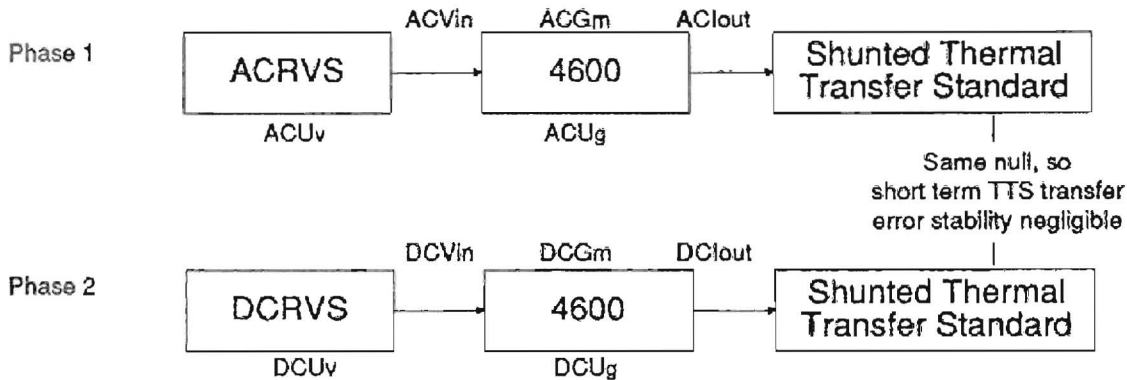 ACVin ACGm ACIout
Phase 1
ACRVS
4600
Shunted Thermal
Transfer Standard
ACUv
ACUg
Same null, so
short term TTS transfer
error stability negligible
DCVin DCGm DCIout
Phase 2
DCRVS
4600
Shunted Thermal
Transfer Standard
DCUv
DCUg